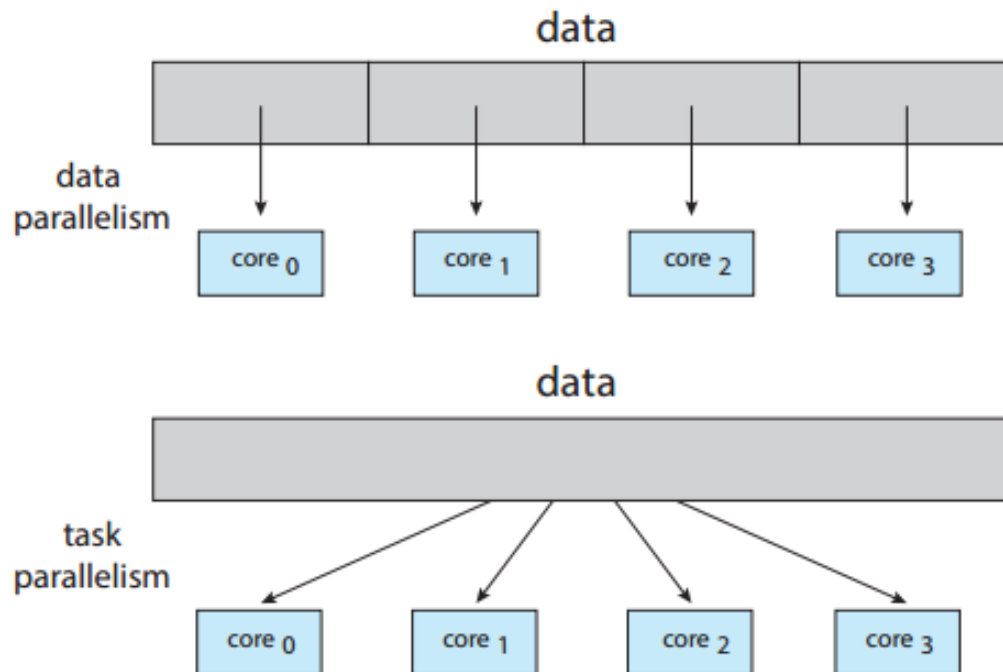 data
data
parallelism
core 0
core 1
core 2
core 3
data
task
parallelism
core 0
core 1
core 2
core 3